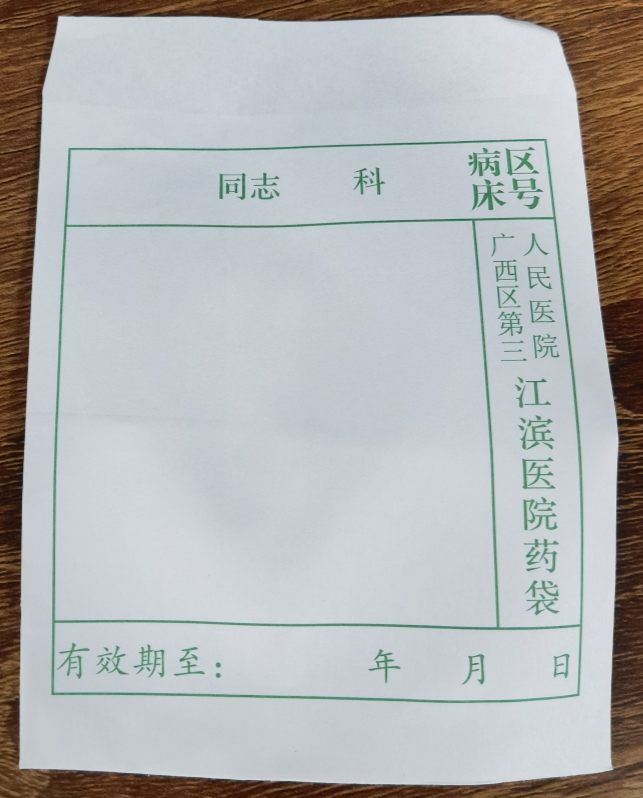 同志 科 病区
床号
广西区第三
人民医院
江滨医院药袋
有效期至： 年 月 日